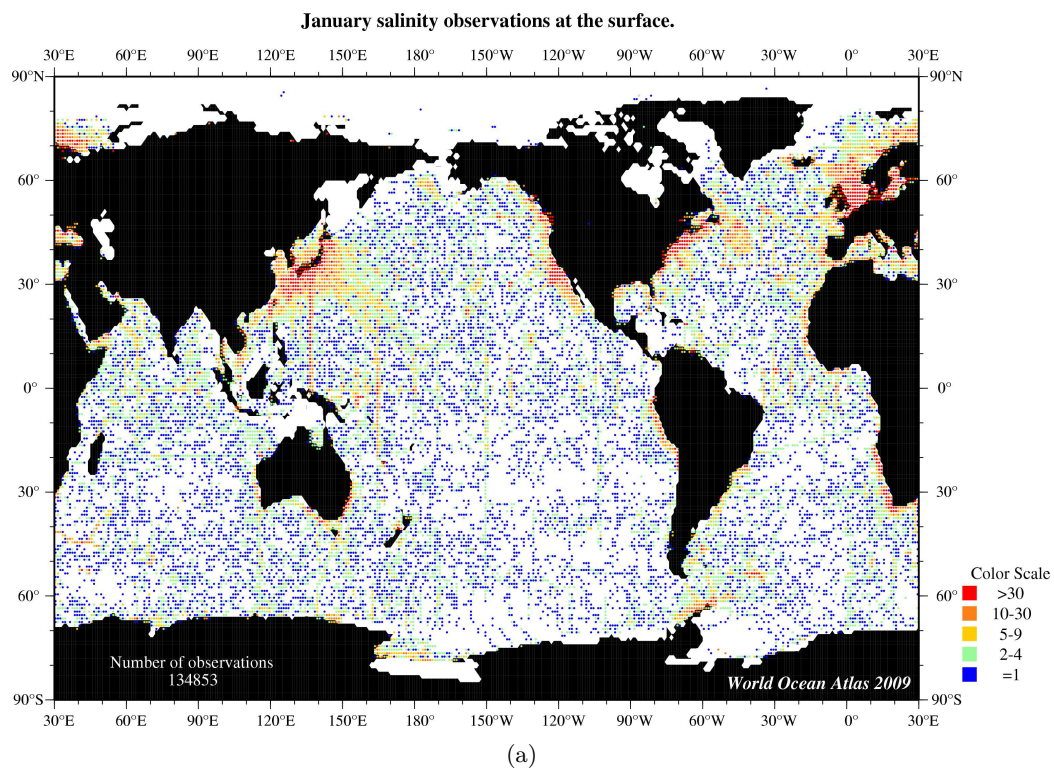 January salinity observations at the surface.
30°E 60°E 90°E 120°E 150°E 180° 150°W 120°W 90°W 60°W 30°W 0° 30°E
90°N 90°N
60° 60°
30° 30°
0° 0°
30° 30°
Color Scale
60° 60°
>30
10-30
5-9
2-4
=1
Number of observations
134853
World Ocean Atlas 2009
90°S 90°S
30°E 60°E 90°E 120°E 150°E 180° 150°W 120°W 90°W 60°W 30°W 0° 30°E
(a)